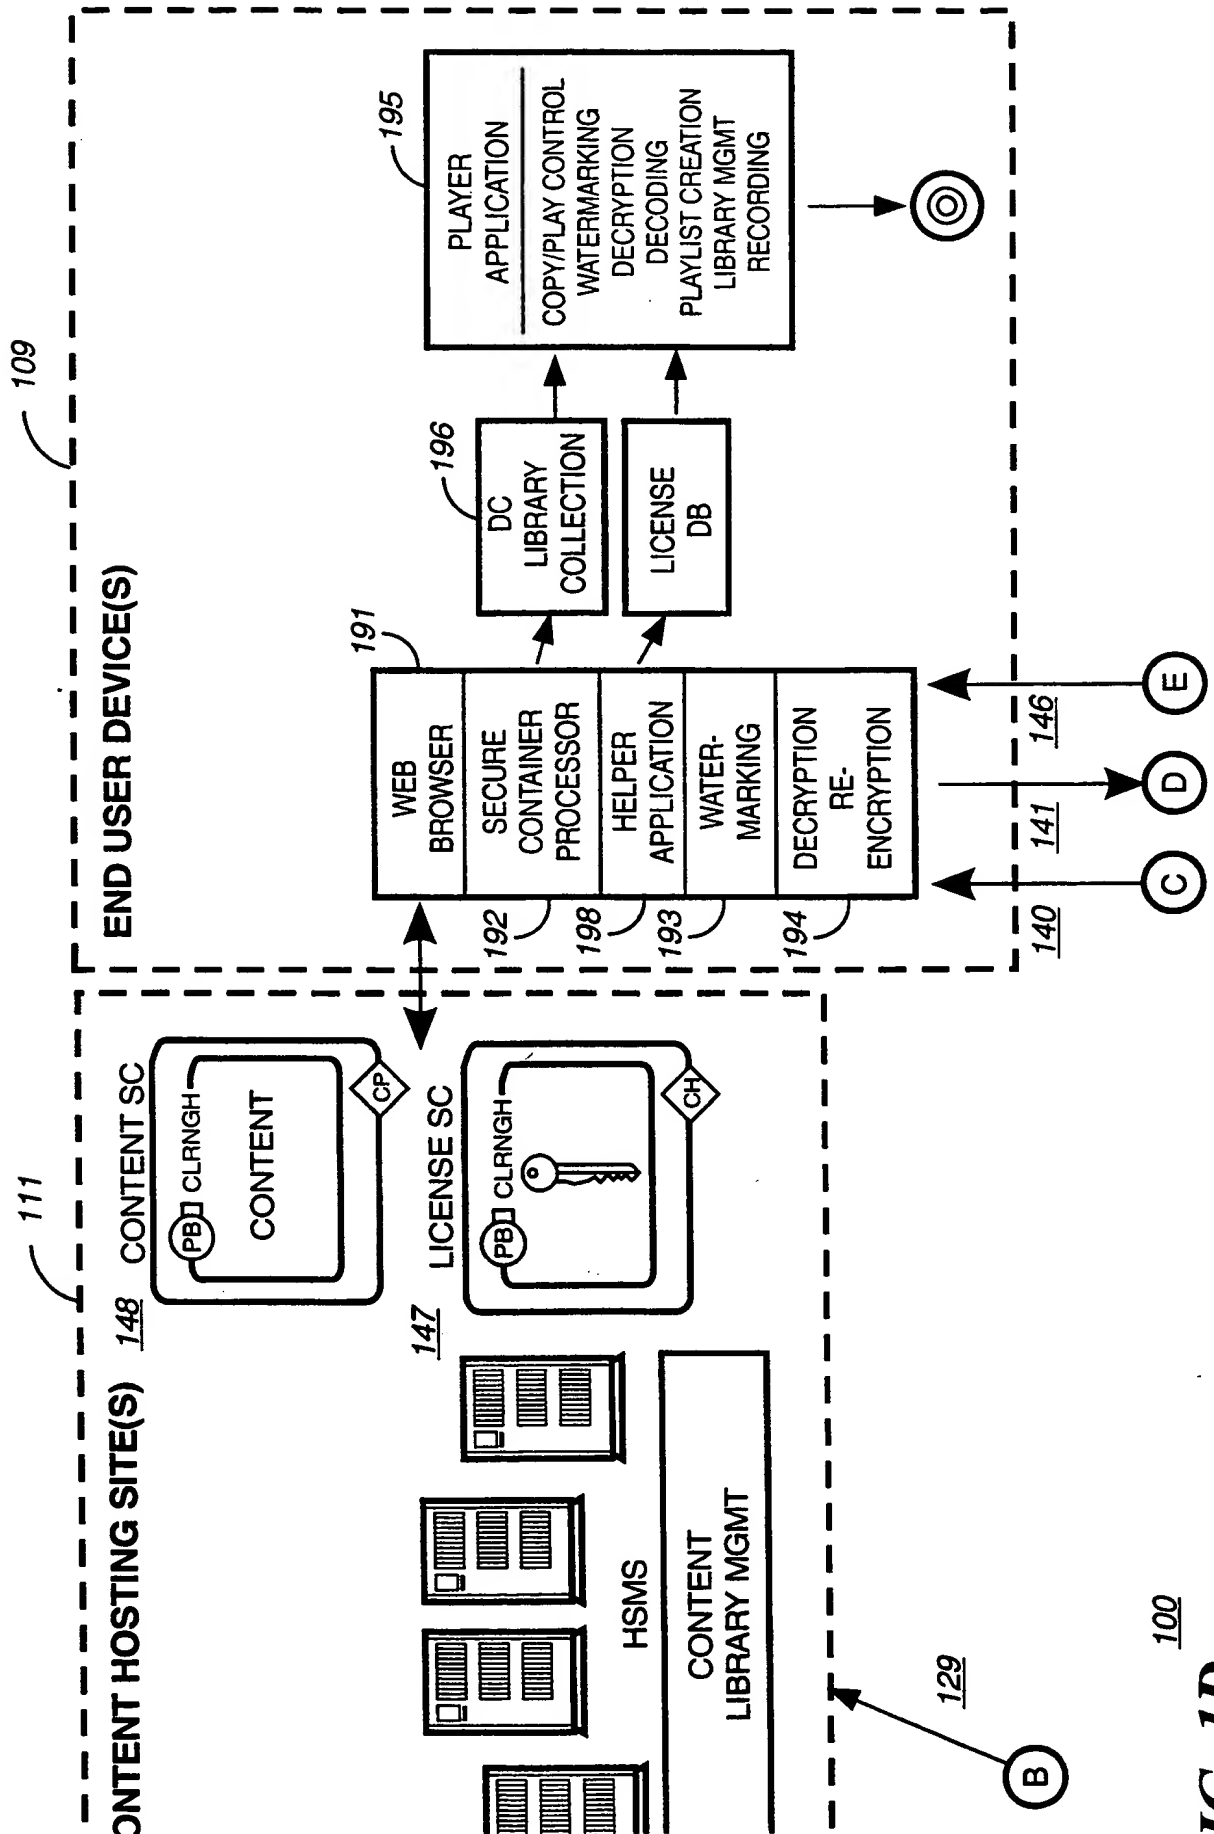 109
END USER DEVICE(S)
191
WEB
BROWSER
SECURE
CONTAINER
PROCESSOR
HELPER
APPLICATION
WATER-
MARKING
DECRYPTION
RE-
ENCRYPTION
192
198
193
194
196
DC
LIBRARY
COLLECTION
LICENSE
DB
195
PLAYER
APPLICATION
COPY/PLAY CONTROL
WATERMARKING
DECRYPTION
DECODING
PLAYLIST CREATION
LIBRARY MGMT
RECORDING
140
141
146
C
D
E
111
ONTENT HOSTING SITE(S)
148
CONTENT SC
PB CLRNGH
CONTENT
CP
147
LICENSE SC
PB CLRNGH
CH
HSMS
CONTENT
LIBRARY MGMT
129
B
100